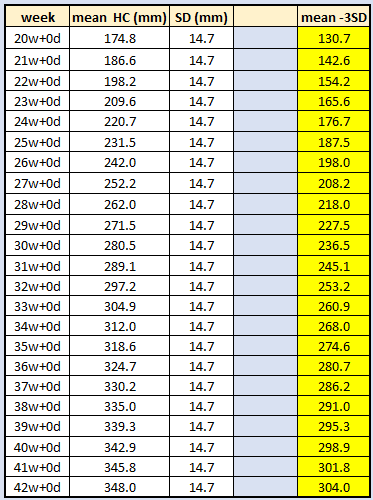 week mean HC (mm) SD (mm) mean -3SD
20w+0d 174.8 14.7 130.7
21w+0d 186.6 14.7 142.6
22w+0d 198.2 14.7 154.2
23w+0d 209.6 14.7 165.6
24w+0d 220.7 14.7 176.7
25w+0d 231.5 14.7 187.5
26w+0d 242.0 14.7 198.0
27w+0d 252.2 14.7 208.2
28w+0d 262.0 14.7 218.0
29w+0d 271.5 14.7 227.5
30w+0d 280.5 14.7 236.5
31w+0d 289.1 14.7 245.1
32w+0d 297.2 14.7 253.2
33w+0d 304.9 14.7 260.9
34w+0d 312.0 14.7 268.0
35w+0d 318.6 14.7 274.6
36w+0d 324.7 14.7 280.7
37w+0d 330.2 14.7 286.2
38w+0d 335.0 14.7 291.0
39w+0d 339.3 14.7 295.3
40w+0d 342.9 14.7 298.9
41w+0d 345.8 14.7 301.8
42w+0d 348.0 14.7 304.0